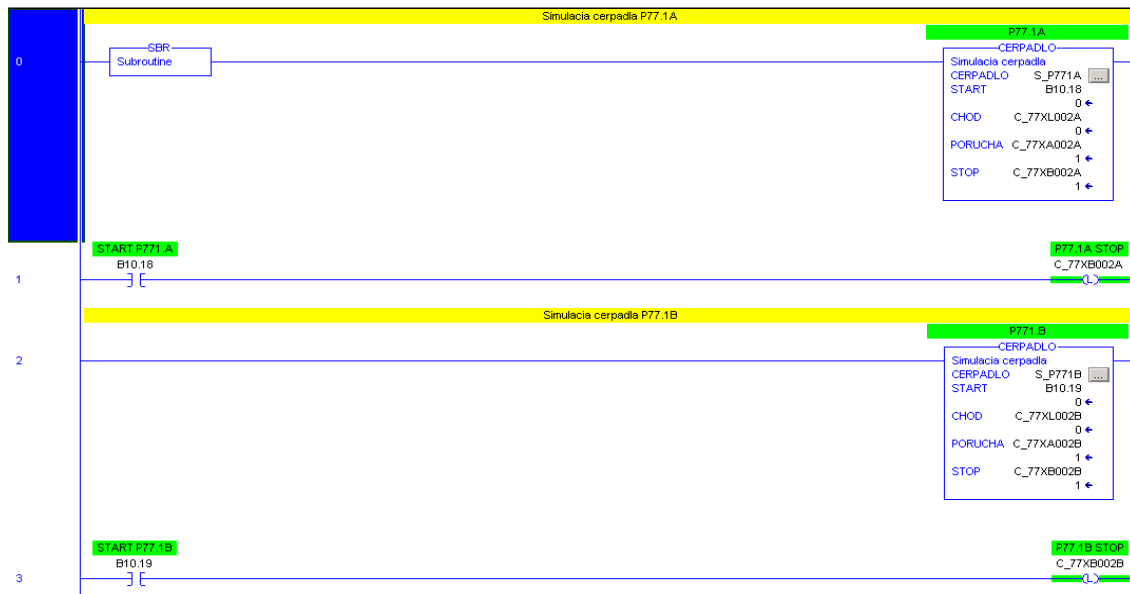 Simulacia cerpadla P77.1A
P77.1A
SBR
CERPADLO
0
Subroutine
Simulacia cerpadla
CERPADLO S_P771A ...
START B10.18
0
CHOD C_77XL002A
0
PORUCHA C_77XA002A
1
STOP C_77XB002A
1
START P771.A
P77.1A STOP
B10.18
C_77XB002A
1
L
Simulacia cerpadla P77.1B
P771.B
CERPADLO
2
Simulacia cerpadla
CERPADLO S_P771B ...
START B10.19
0
CHOD C_77XL002B
0
PORUCHA C_77XA002B
1
STOP C_77XB002B
1
START P77.1B
P77.1B STOP
B10.19
C_77XB002B
3
L